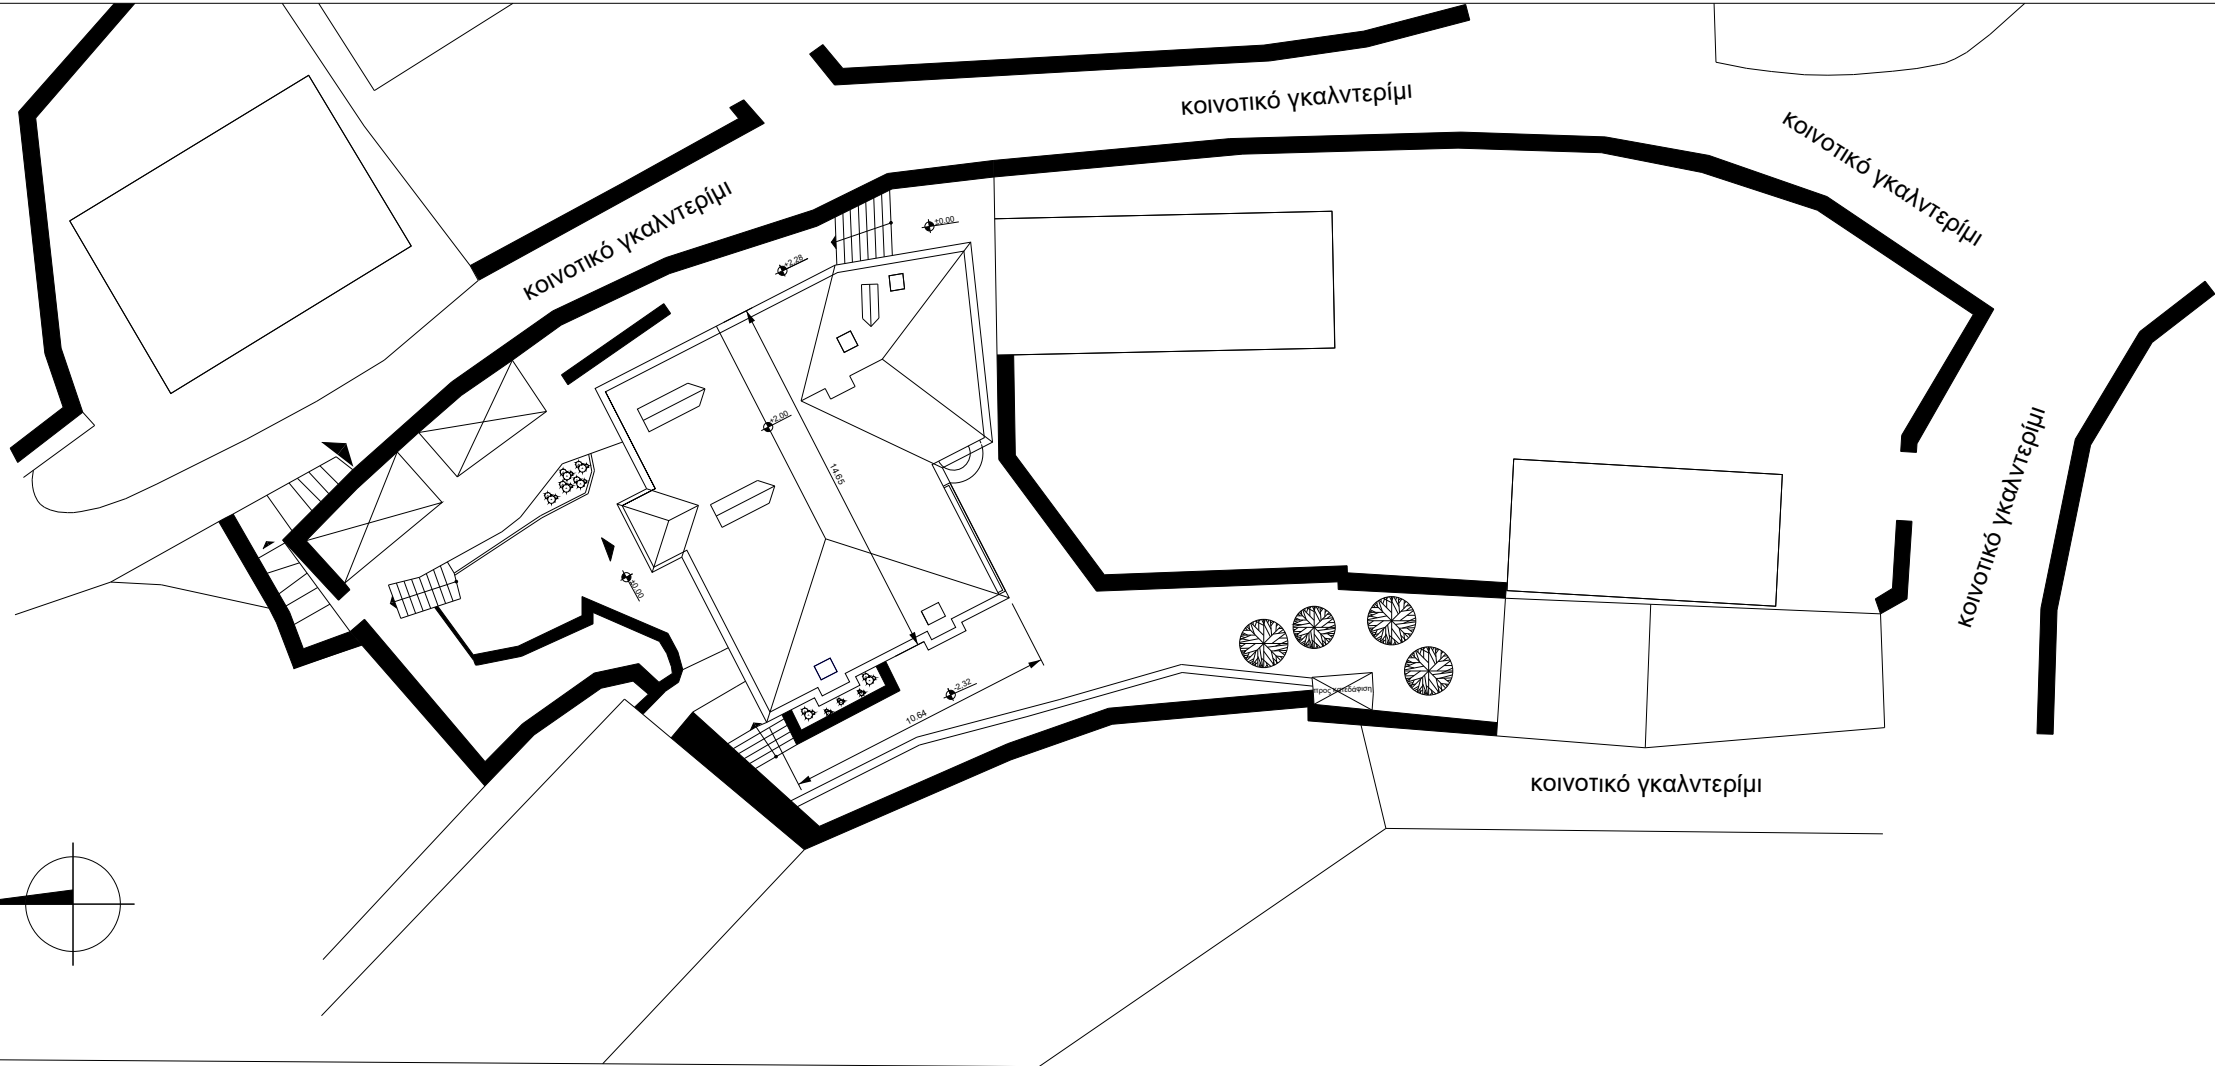 κοινοτικό γκαλντερίμι
κοινοτικό γκαλντερίμι
κοινοτικό γκαλντερίμι
±0.00
+2.28
+2.00
14.65
±0.00
κοινοτικό γκαλντερίμι
προς κατεδάφιση
-2.32
10.64
κοινοτικό γκαλντερίμι